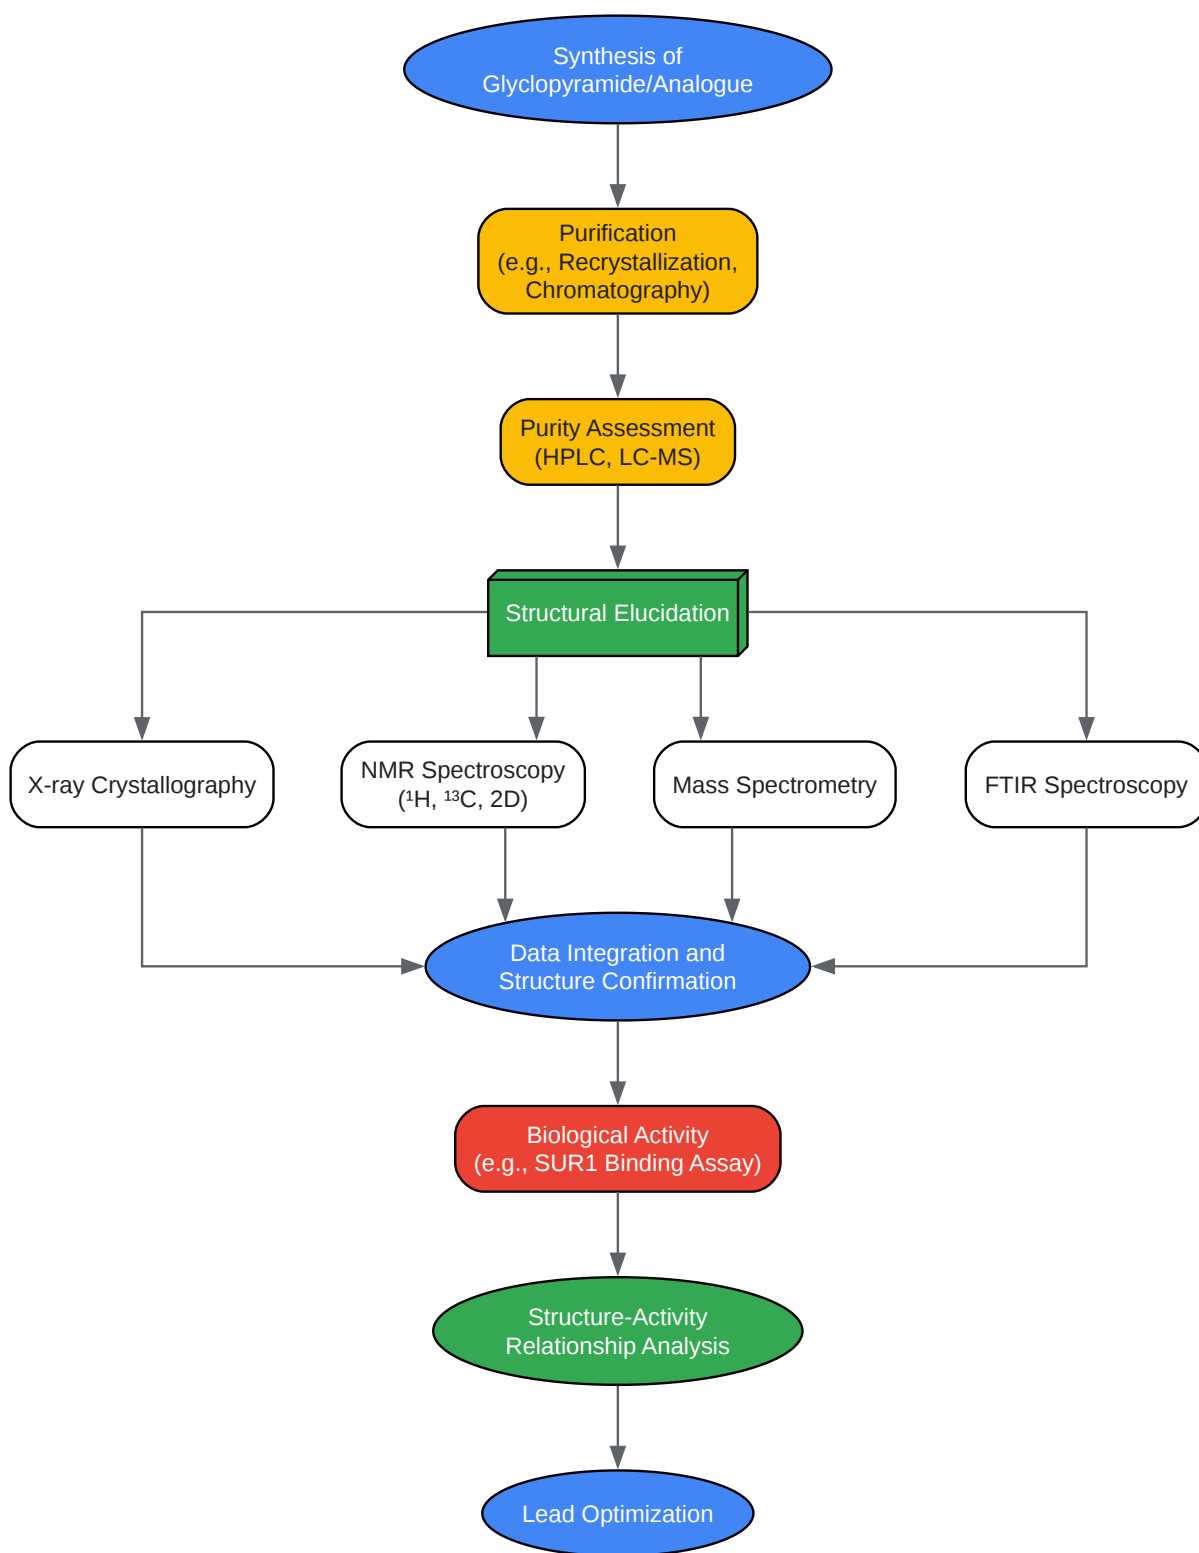 Synthesis of
Glyclopyramide/Analogue
Purification
(e.g., Recrystallization,
Chromatography)
Purity Assessment
(HPLC, LC-MS)
Structural Elucidation
X-ray Crystallography
NMR Spectroscopy
(¹H, ¹³C, 2D)
Mass Spectrometry
FTIR Spectroscopy
Data Integration and
Structure Confirmation
Biological Activity
(e.g., SUR1 Binding Assay)
Structure-Activity
Relationship Analysis
Lead Optimization